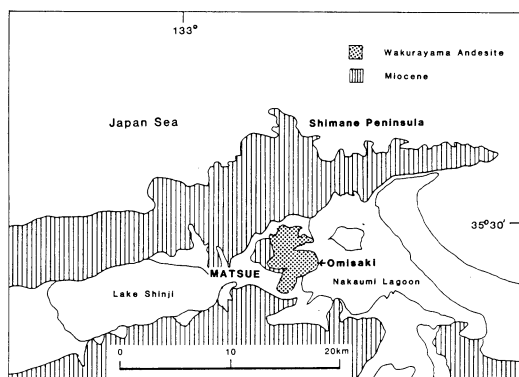 133°
Wakurayama Andesite
Miocene
Japan Sea
Shimane Peninsula
35°30'
MATSUE
Omisaki
Lake Shinji
Nakaumi Lagoon
0 10 20km